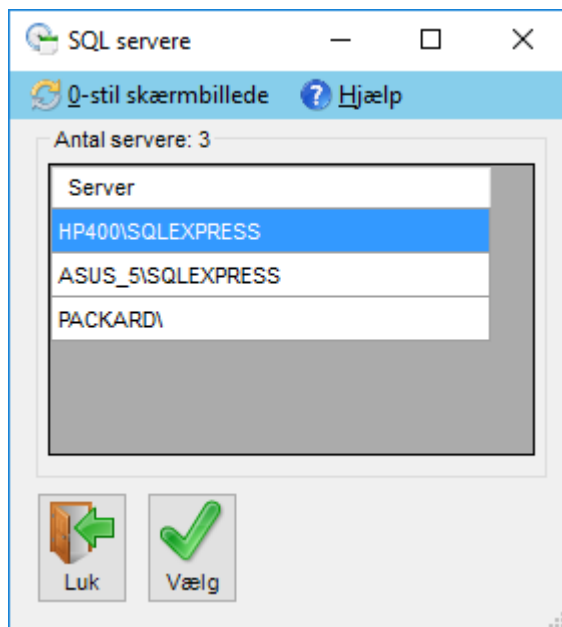 SQL servere
0-stil skærmbillede Hjælp
Antal servere: 3
Server
HP400\SQLEXPRESS
ASUS_5\SQLEXPRESS
PACKARD\
Luk Vælg